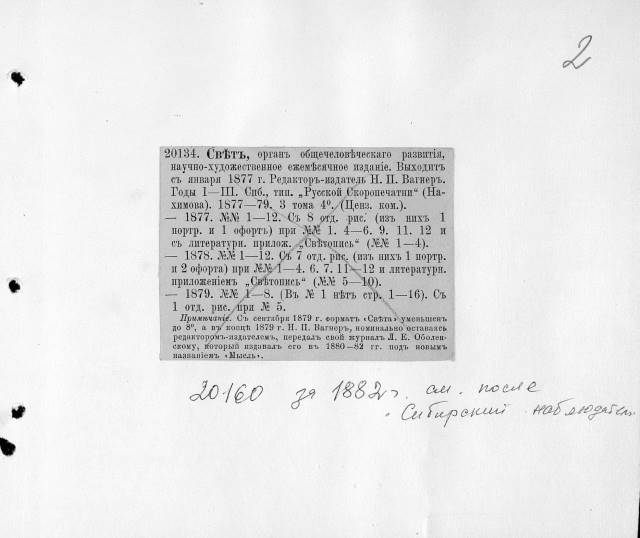 2
20134. Свѣтъ, органъ общечеловѣческаго развитія,
научно-художественное ежемѣсячное изданіе. Выходитъ
съ января 1877 г. Редакторъ-издатель Н. П. Вагнеръ.
Годы I—III. Спб., тип. „Русской Скоропечатни“ (На-
химова). 1877—79. 3 тома 4⁰. (Ценз. ком.).
— 1877. №№ 1—12. Съ 8 отд. рис. (изъ нихъ 1
портр. и 1 офортъ) при №№ 1. 4—6. 9. 11. 12 и
съ литературн. прилож. „Свѣтопись“ (№№ 1—4).
— 1878. №№ 1—12. Съ 7 отд. рис. (изъ нихъ 1 портр.
и 2 офорта) при №№ 1—4. 6. 7. 11—12 и литературн.
приложеніемъ „Свѣтопись“ (№№ 5—10).
— 1879. №№ 1—8. (Въ № 1 нѣтъ стр. 1—16). Съ
1 отд. рис. при № 5.
Примѣчаніе. Съ сентября 1879 г. форматъ «Свѣта» уменьшенъ
до 8⁰, а въ концѣ 1879 г. Н. П. Вагнеръ, номинально оставаясь
редакторомъ-издателемъ, передалъ свой журналъ Л. Е. Оболен-
скому, который издавалъ его въ 1880—82 гг. подъ новымъ
названіемъ «Мысль».
20160 за 1882 г. см. после
"Сибирский наблюдатель"